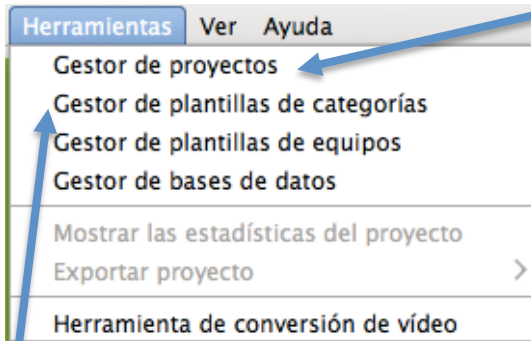 Herramientas Ver Ayuda
Gestor de proyectos
Gestor de plantillas de categorías
Gestor de plantillas de equipos
Gestor de bases de datos
Mostrar las estadísticas del proyecto
Exportar proyecto
Herramienta de conversión de vídeo